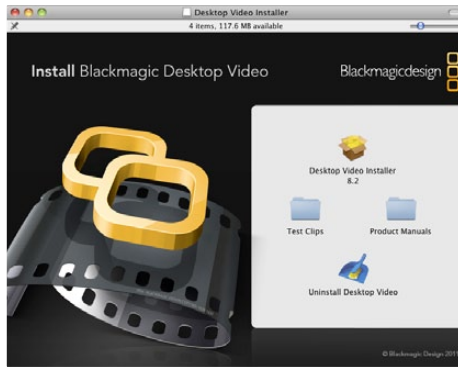 Desktop Video Installer
4 items, 117.6 MB available
Install Blackmagic Desktop Video
Blackmagicdesign
Desktop Video Installer
8.2
Test Clips
Product Manuals
Uninstall Desktop Video
© Blackmagic Design 2011